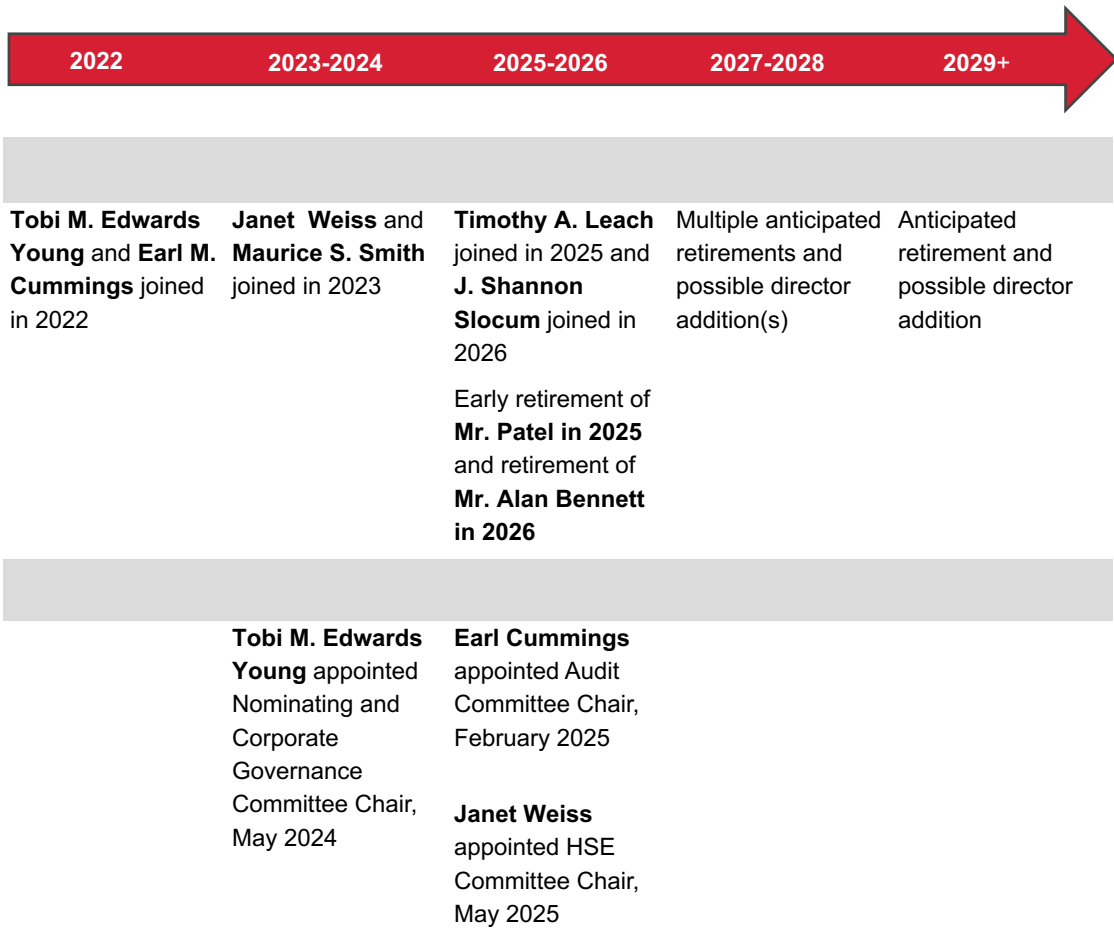 2022
2023-2024
2025-2026
2027-2028
2029+
Tobi M. Edwards
Young and Earl M.
Cummings joined
in 2022
Janet Weiss and
Maurice S. Smith
joined in 2023
Timothy A. Leach
joined in 2025 and
J. Shannon
Slocum joined in
2026
Early retirement of
Mr. Patel in 2025
and retirement of
Mr. Alan Bennett
in 2026
Multiple anticipated
retirements and
possible director
addition(s)
Anticipated
retirement and
possible director
addition
Tobi M. Edwards
Young appointed
Nominating and
Corporate
Governance
Committee Chair,
May 2024
Earl Cummings
appointed Audit
Committee Chair,
February 2025
Janet Weiss
appointed HSE
Committee Chair,
May 2025